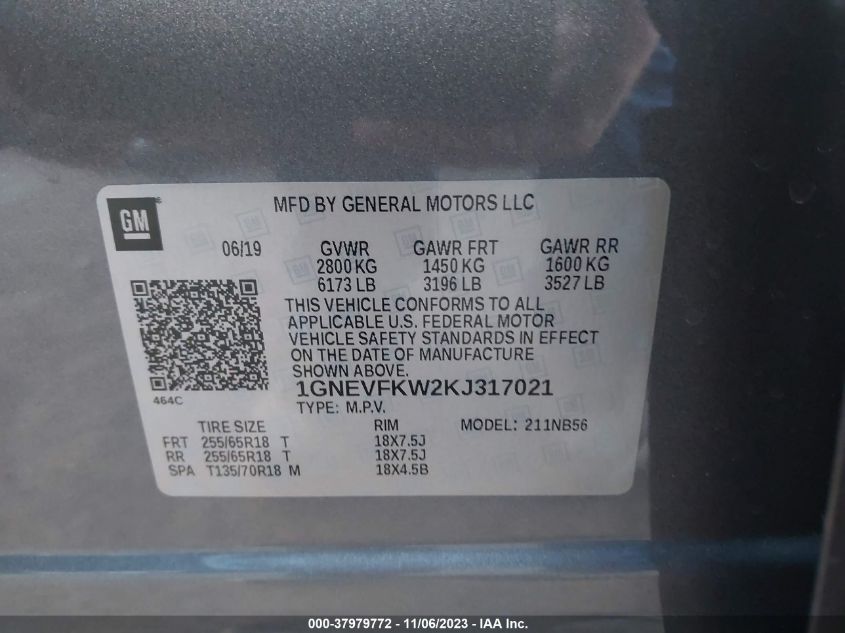 GM
MFD BY GENERAL MOTORS LLC
06/19 GVWR GAWR FRT GAWR RR
2800 KG 1450 KG 1600 KG
6173 LB 3196 LB 3527 LB
THIS VEHICLE CONFORMS TO ALL
APPLICABLE U.S. FEDERAL MOTOR
VEHICLE SAFETY STANDARDS IN EFFECT
ON THE DATE OF MANUFACTURE
SHOWN ABOVE.
464C
1GNEVFKW2KJ317021
TYPE: M.P.V.
TIRE SIZE RIM MODEL: 211NB56
FRT 255/65R18 T 18X7.5J
RR 255/65R18 T 18X7.5J
SPA T135/70R18 M 18X4.5B
000-37979772 - 11/06/2023 - IAA Inc.